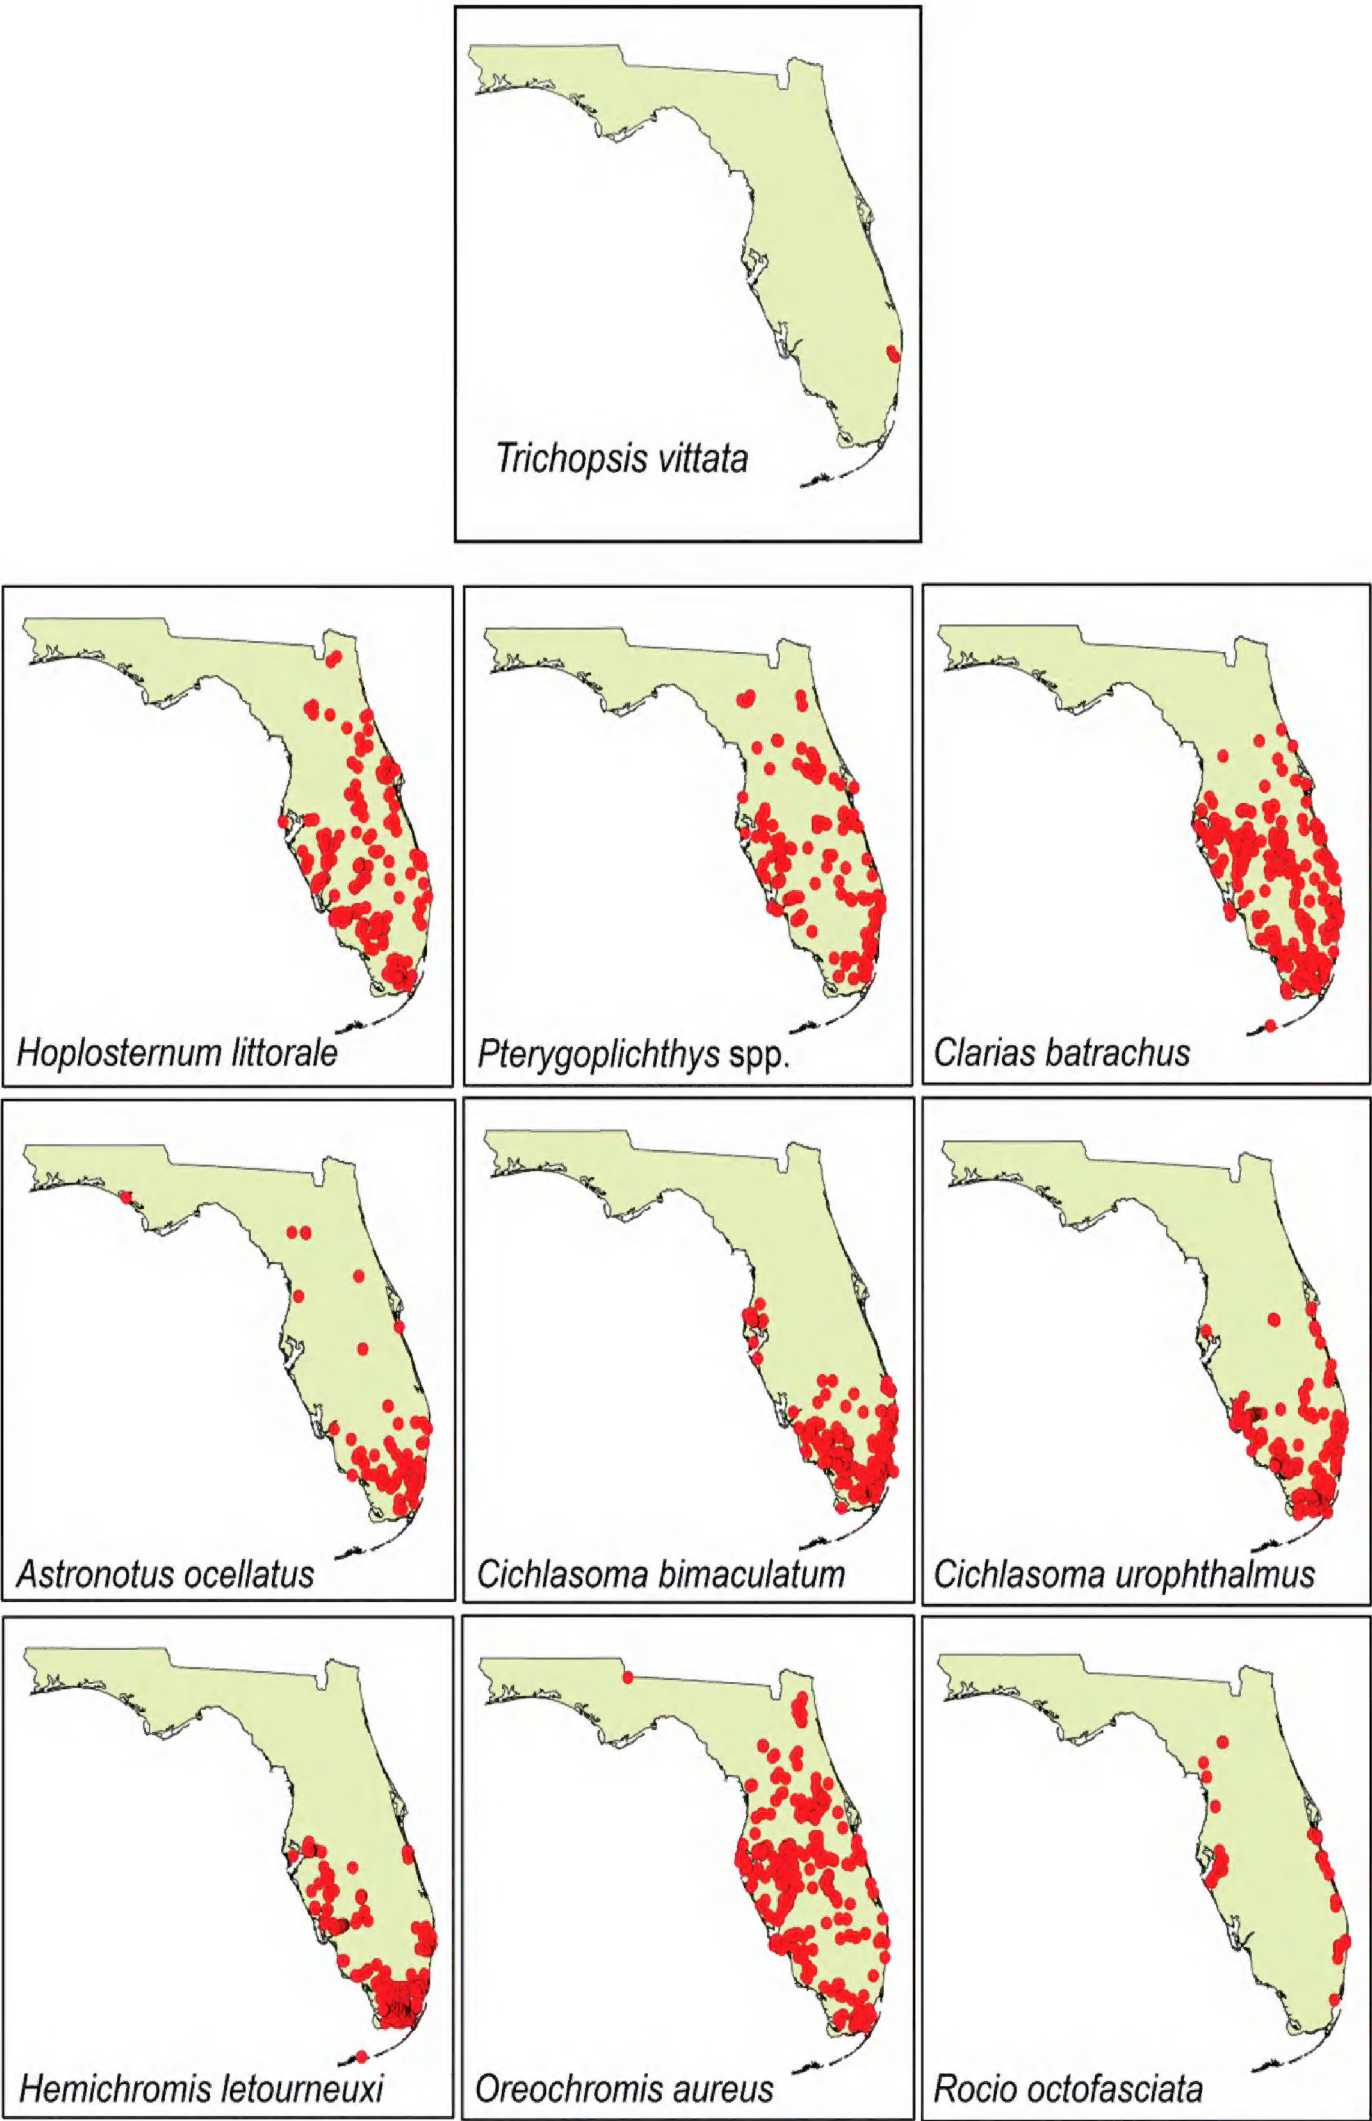 Trichopsis vittata
Hoplosternum littorale
Pterygoplichthys spp.
Clarias batrachus
Astronotus ocellatus
Cichlasoma bimaculatum
Cichlasoma urophthalmus
Hemichromis letourneuxi
Oreochromis aureus
Rocio octofasciata